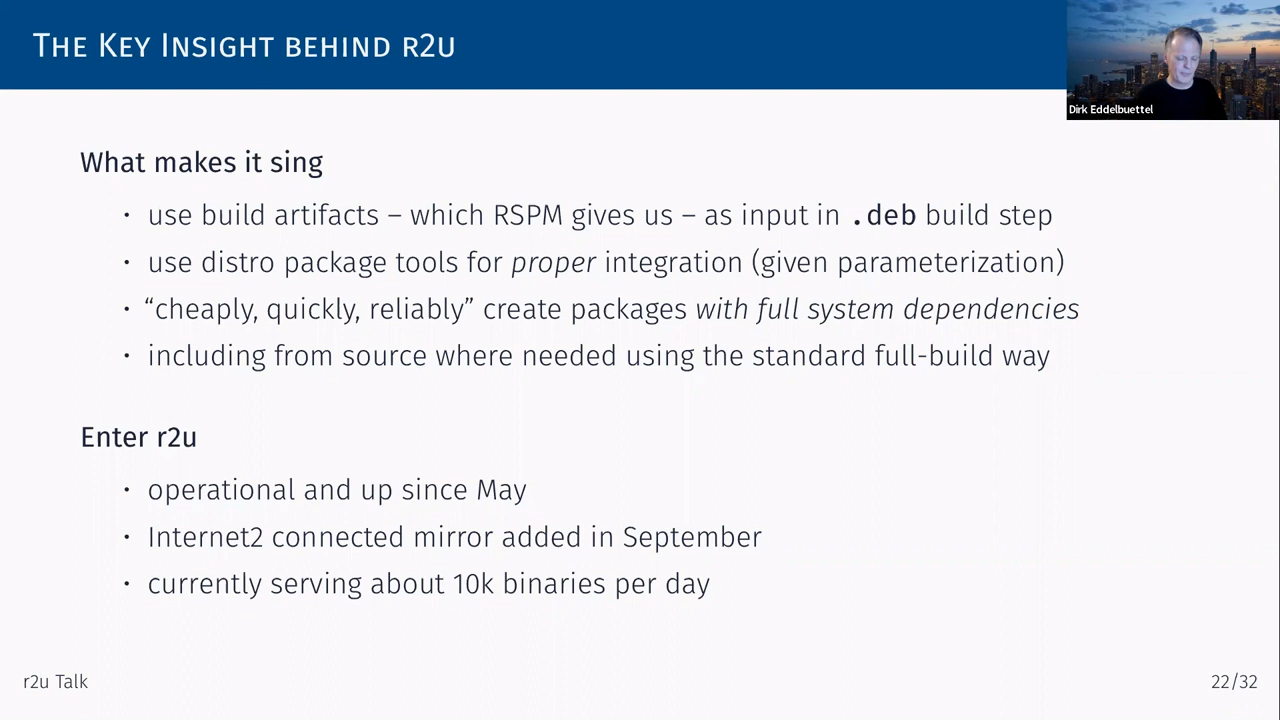 The Key Insight behind r2u
Dirk Eddelbuettel
What makes it sing
• use build artifacts – which RSPM gives us – as input in .deb build step
• use distro package tools for proper integration (given parameterization)
• “cheaply, quickly, reliably” create packages with full system dependencies
• including from source where needed using the standard full-build way
Enter r2u
• operational and up since May
• Internet2 connected mirror added in September
• currently serving about 10k binaries per day
r2u Talk
22/32